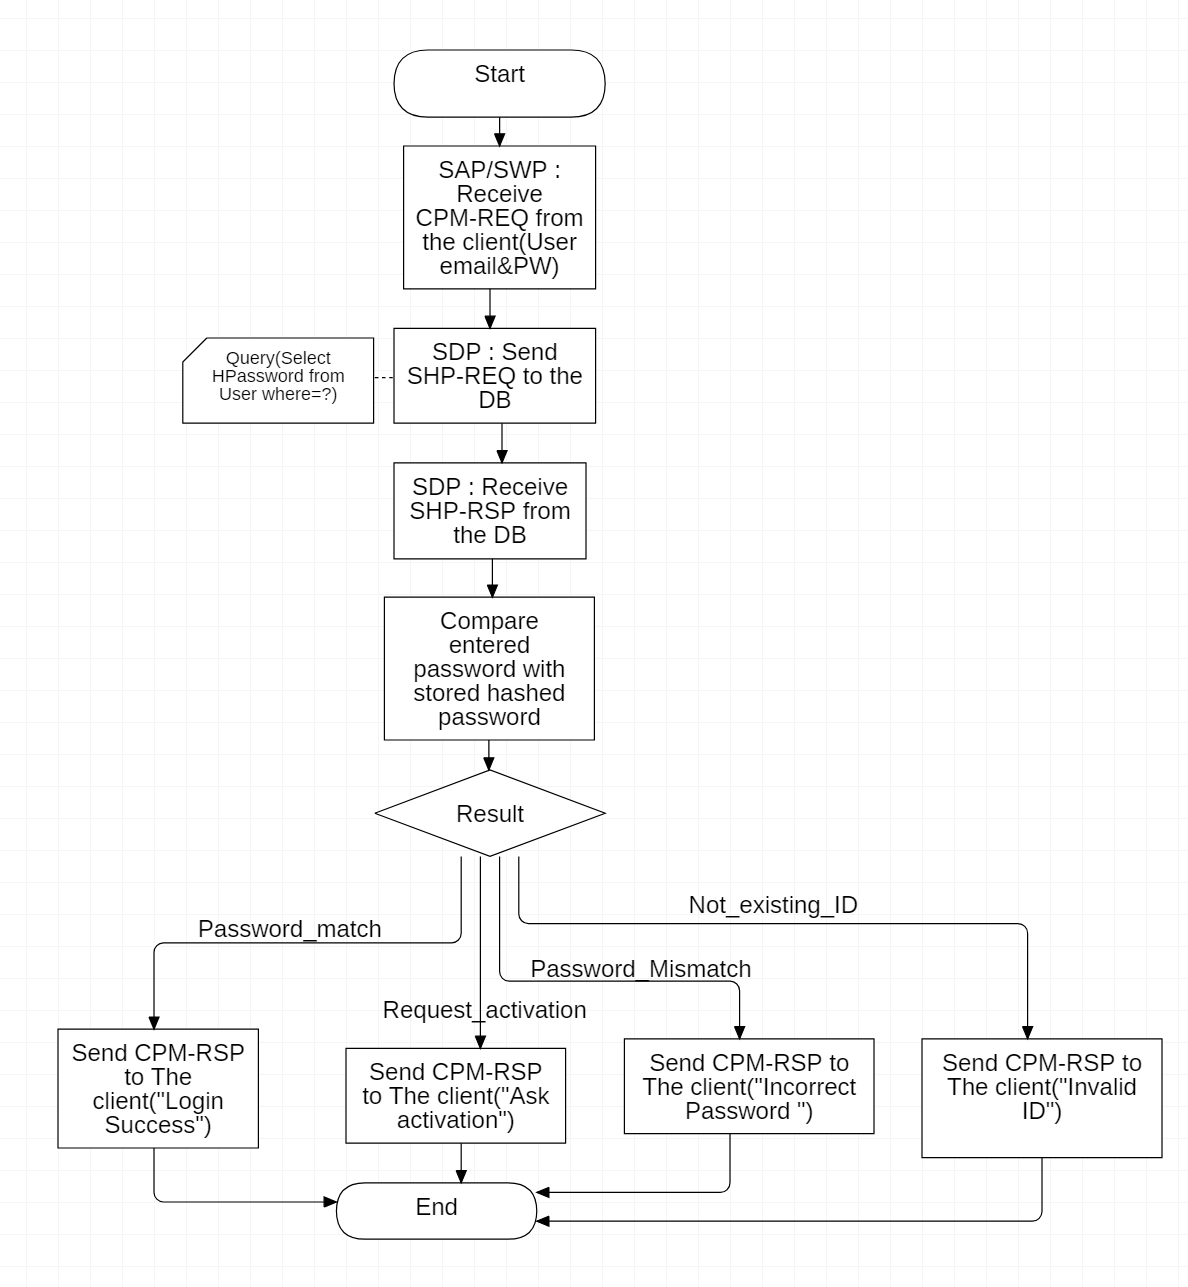 Start
SAP/SWP :
Receive
CPM-REQ from
the client(User
email&PW)
Query(Select
HPassword from
User where=?)
SDP : Send
SHP-REQ to the
DB
SDP : Receive
SHP-RSP from
the DB
Compare
entered
password with
stored hashed
password
Result
Not_existing_ID
Password_match
Password_Mismatch
Request_activation
Send CPM-RSP
to The
client("Login
Success")
Send CPM-RSP
to The client("Ask
activation")
Send CPM-RSP to
The client("Incorrect
Password ")
Send CPM-RSP to
The client("Invalid
ID")
End